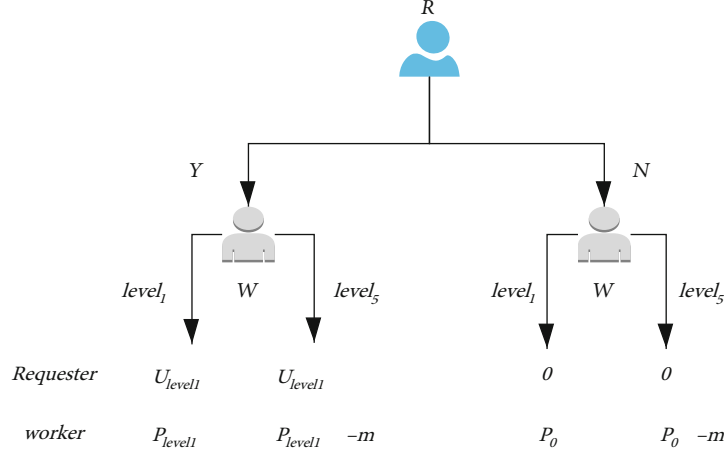 R
Y N
level1 W level5 level1 W level5
Requester Ulevel1 Ulevel1 0 0
worker Plevel1 Plevel1 –m P0 P0 –m